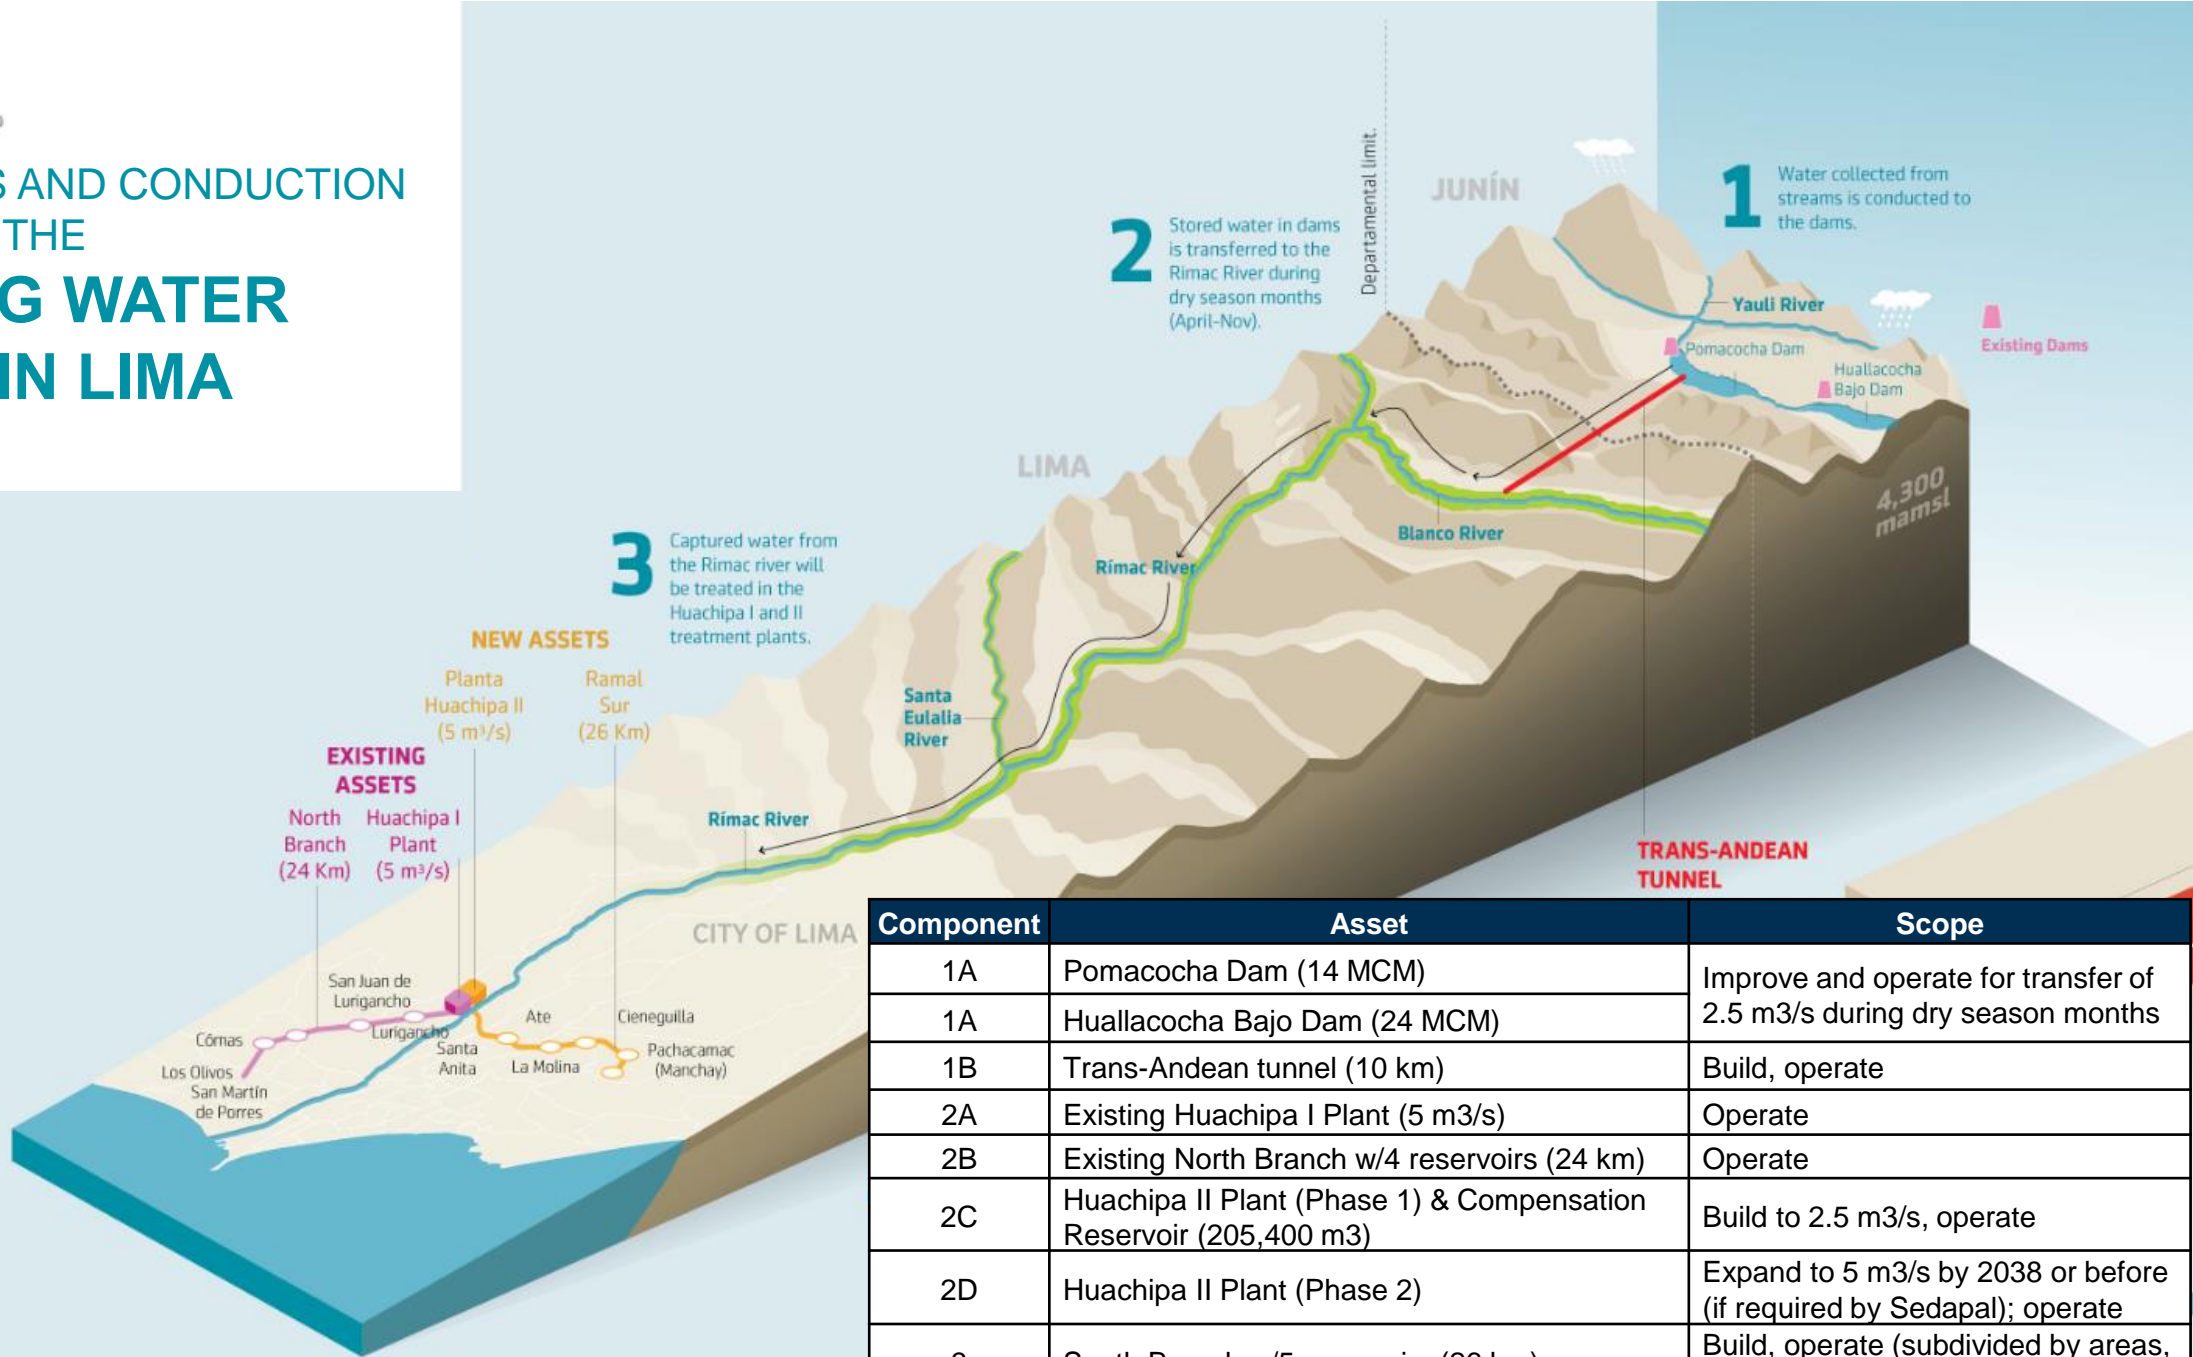 S AND CONDUCTION
THE
G WATER
IN LIMA
JUNÍN
Departamental limit.
1
Water collected from
streams is conducted to
the dams.
2
Stored water in dams
is transferred to the
Rimac River during
dry season months
(April-Nov).
Yauli River
Existing Dams
Pomacocha Dam
Huallacocha
Bajo Dam
4,300
mamsl
LIMA
Blanco River
Rímac River
3
Captured water from
the Rimac river will
be treated in the
Huachipa I and II
treatment plants.
NEW ASSETS
Planta
Huachipa II
(5 m³/s)
Ramal
Sur
(26 Km)
Santa
Eulalia
River
EXISTING
ASSETS
North
Branch
(24 Km)
Huachipa I
Plant
(5 m³/s)
Rímac River
TRANS-ANDEAN
TUNNEL
CITY OF LIMA
San Juan de
Lurigancho
Lurigancho
Cómas
Los Olivos
San Martín
de Porres
Santa
Anita
Ate
La Molina
Cieneguilla
Pachacamac
(Manchay)
Component Asset Scope
1A Pomacocha Dam (14 MCM) Improve and operate for transfer of
2.5 m3/s during dry season months
1A Huallacocha Bajo Dam (24 MCM)
1B Trans-Andean tunnel (10 km) Build, operate
2A Existing Huachipa I Plant (5 m3/s) Operate
2B Existing North Branch w/4 reservoirs (24 km) Operate
2C Huachipa II Plant (Phase 1) & Compensation
Reservoir (205,400 m3) Build to 2.5 m3/s, operate
2D Huachipa II Plant (Phase 2) Expand to 5 m3/s by 2038 or before
(if required by Sedapal); operate
Build, operate (subdivided by areas,